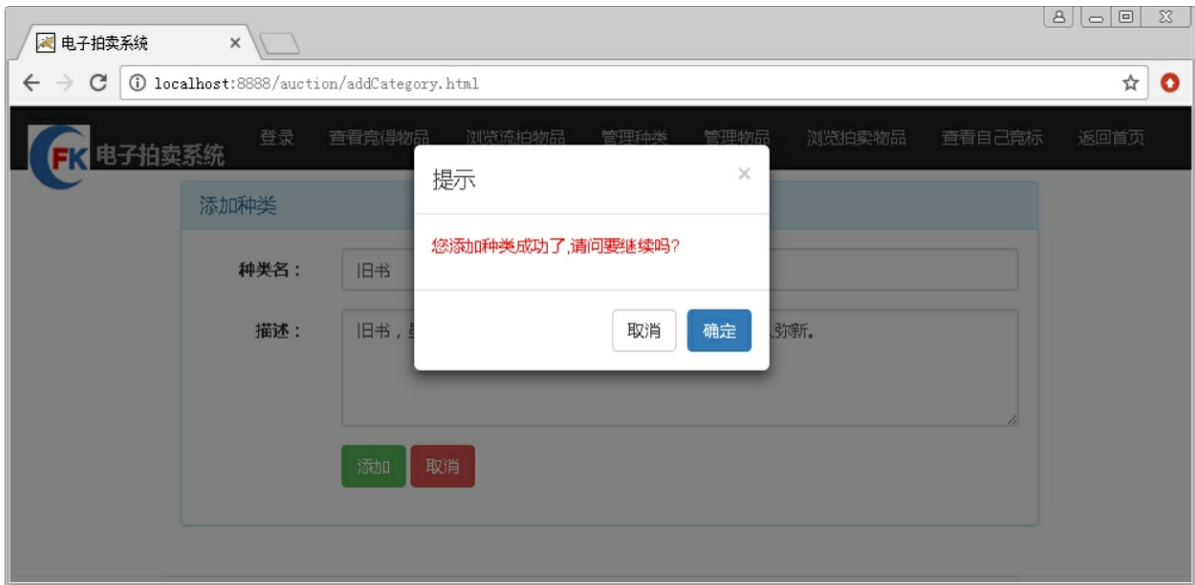 电子拍卖系统
localhost:8888/auction/addCategory.html
FK 电子拍卖系统 登录 查看竞得物品 浏览流拍物品 管理种类 管理物品 浏览拍卖物品 查看自己竞标 返回首页
提示 ×
添加种类
您添加种类成功了,请问要继续吗?
种类名： 旧书
取消 确定
描述： 旧书， 弥新。
添加 取消